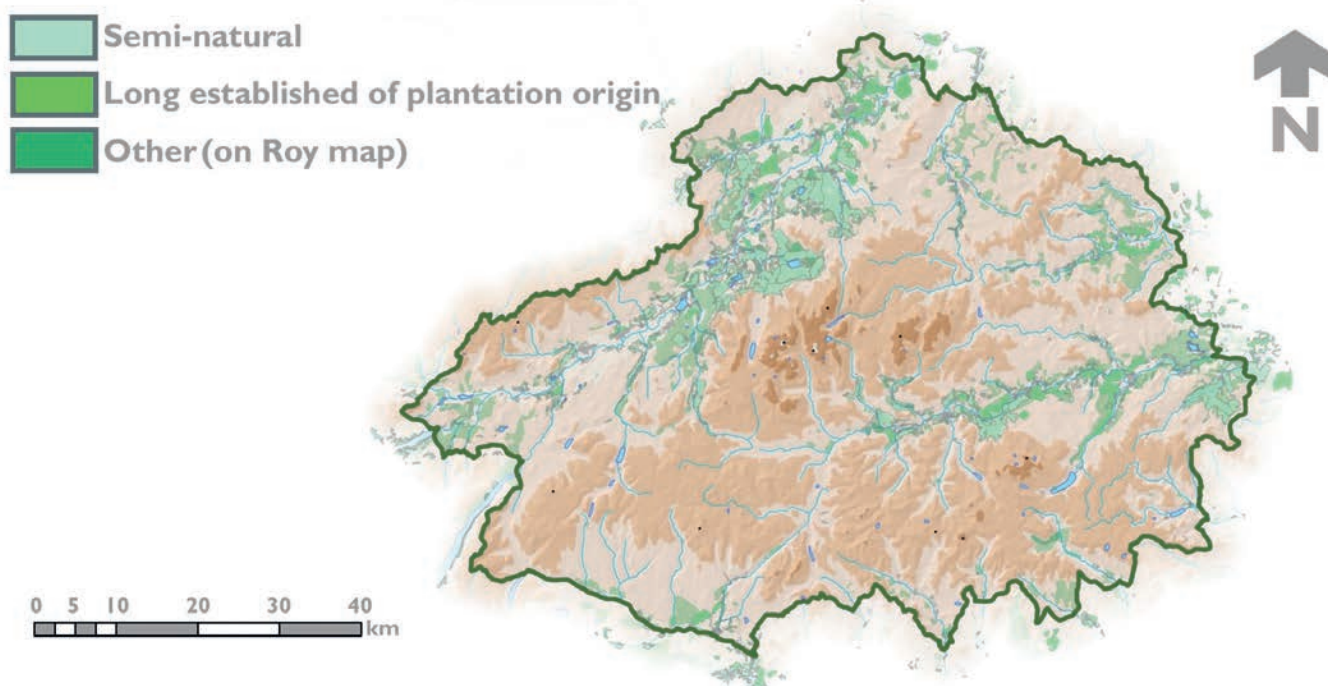 Semi-natural
Long established of plantation origin
Other (on Roy map)
N
0 5 10 20 30 40
km